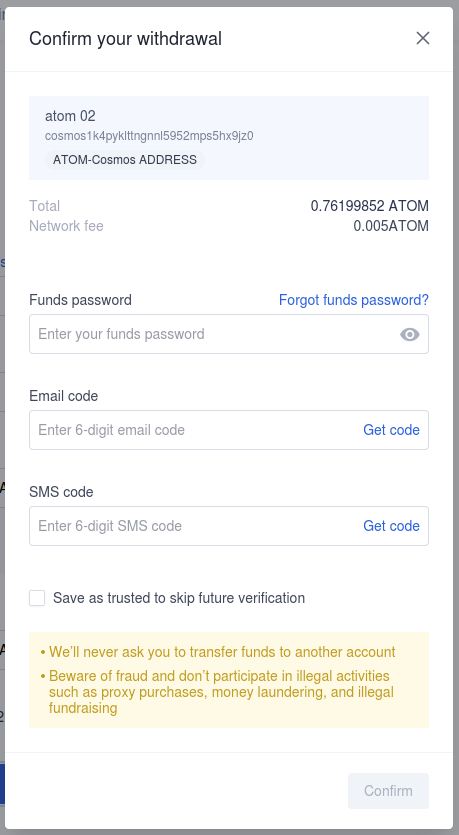 Confirm your withdrawal
atom 02
cosmos1k4pyklttngnnl5952mps5hx9jz0
ATOM-Cosmos ADDRESS
Total 0.76199852 ATOM
Network fee 0.005ATOM
Funds password Forgot funds password?
Enter your funds password
Email code
Enter 6-digit email code Get code
SMS code
Enter 6-digit SMS code Get code
Save as trusted to skip future verification
• We’ll never ask you to transfer funds to another account
• Beware of fraud and don’t participate in illegal activities
such as proxy purchases, money laundering, and illegal
fundraising
Confirm